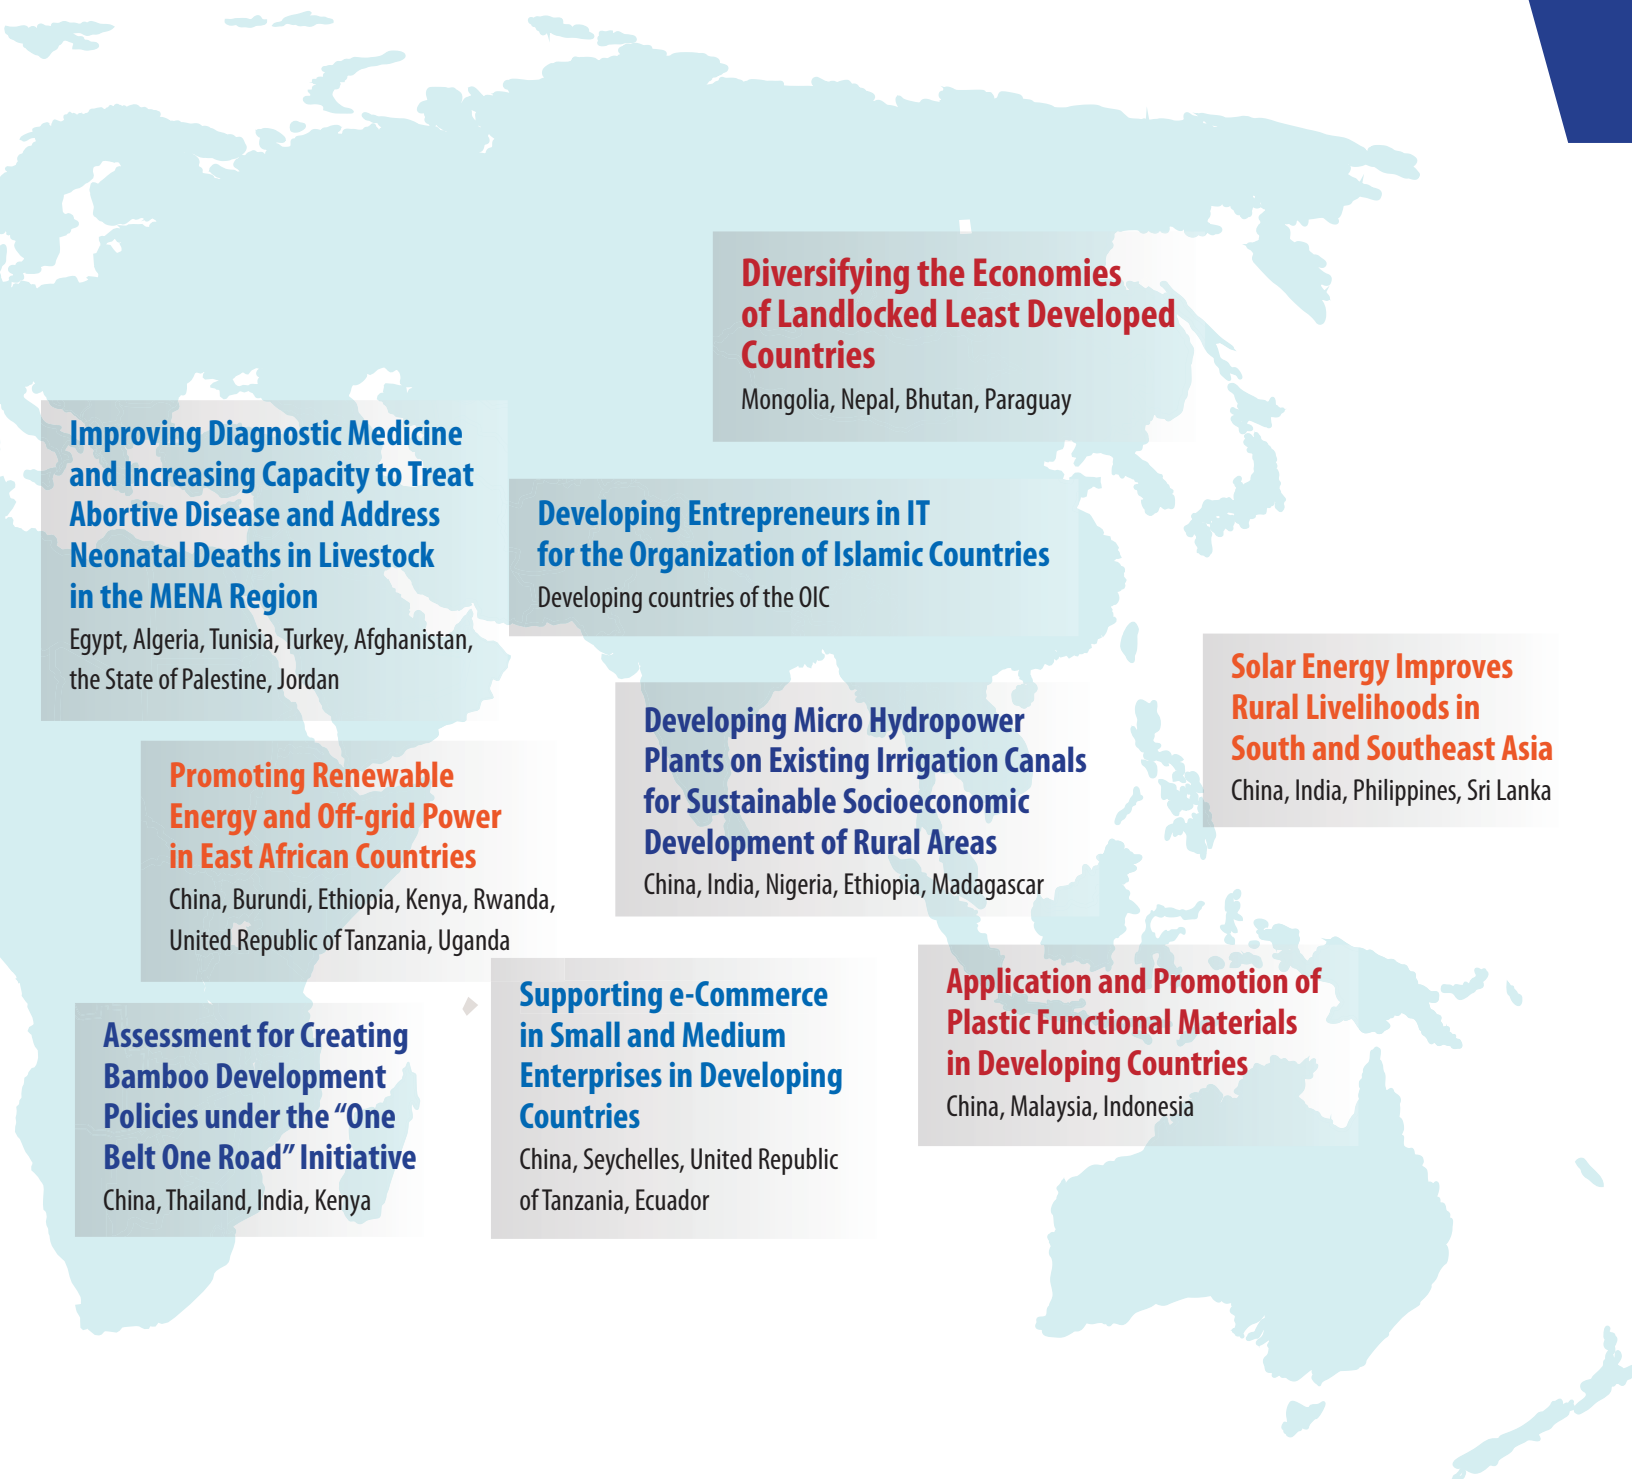 Diversifying the Economies
of Landlocked Least Developed
Countries
Mongolia, Nepal, Bhutan, Paraguay
Improving Diagnostic Medicine
and Increasing Capacity to Treat
Abortive Disease and Address
Neonatal Deaths in Livestock
in the MENA Region
Egypt, Algeria, Tunisia, Turkey, Afghanistan,
the State of Palestine, Jordan
Developing Entrepreneurs in IT
for the Organization of Islamic Countries
Developing countries of the OIC
Solar Energy Improves
Rural Livelihoods in
South and Southeast Asia
China, India, Philippines, Sri Lanka
Developing Micro Hydropower
Plants on Existing Irrigation Canals
for Sustainable Socioeconomic
Development of Rural Areas
China, India, Nigeria, Ethiopia, Madagascar
Promoting Renewable
Energy and Off-grid Power
in East African Countries
China, Burundi, Ethiopia, Kenya, Rwanda,
United Republic of Tanzania, Uganda
Application and Promotion of
Plastic Functional Materials
in Developing Countries
China, Malaysia, Indonesia
Supporting e-Commerce
in Small and Medium
Enterprises in Developing
Countries
China, Seychelles, United Republic
of Tanzania, Ecuador
Assessment for Creating
Bamboo Development
Policies under the “One
Belt One Road” Initiative
China, Thailand, India, Kenya